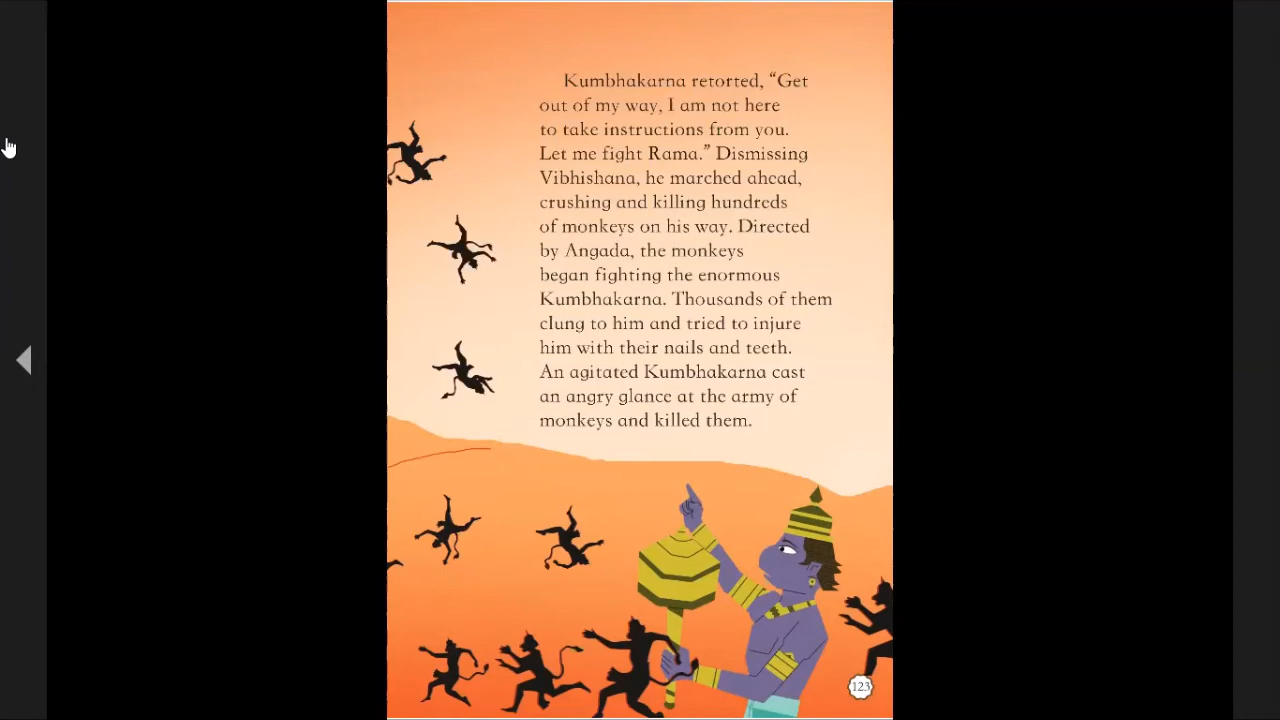 Kumbhakarna retorted, “Get
out of my way, I am not here
to take instructions from you.
Let me fight Rama.” Dismissing
Vibhishana, he marched ahead,
crushing and killing hundreds
of monkeys on his way. Directed
by Angada, the monkeys
began fighting the enormous
Kumbhakarna. Thousands of them
clung to him and tried to injure
him with their nails and teeth.
An agitated Kumbhakarna cast
an angry glance at the army of
monkeys and killed them.
123